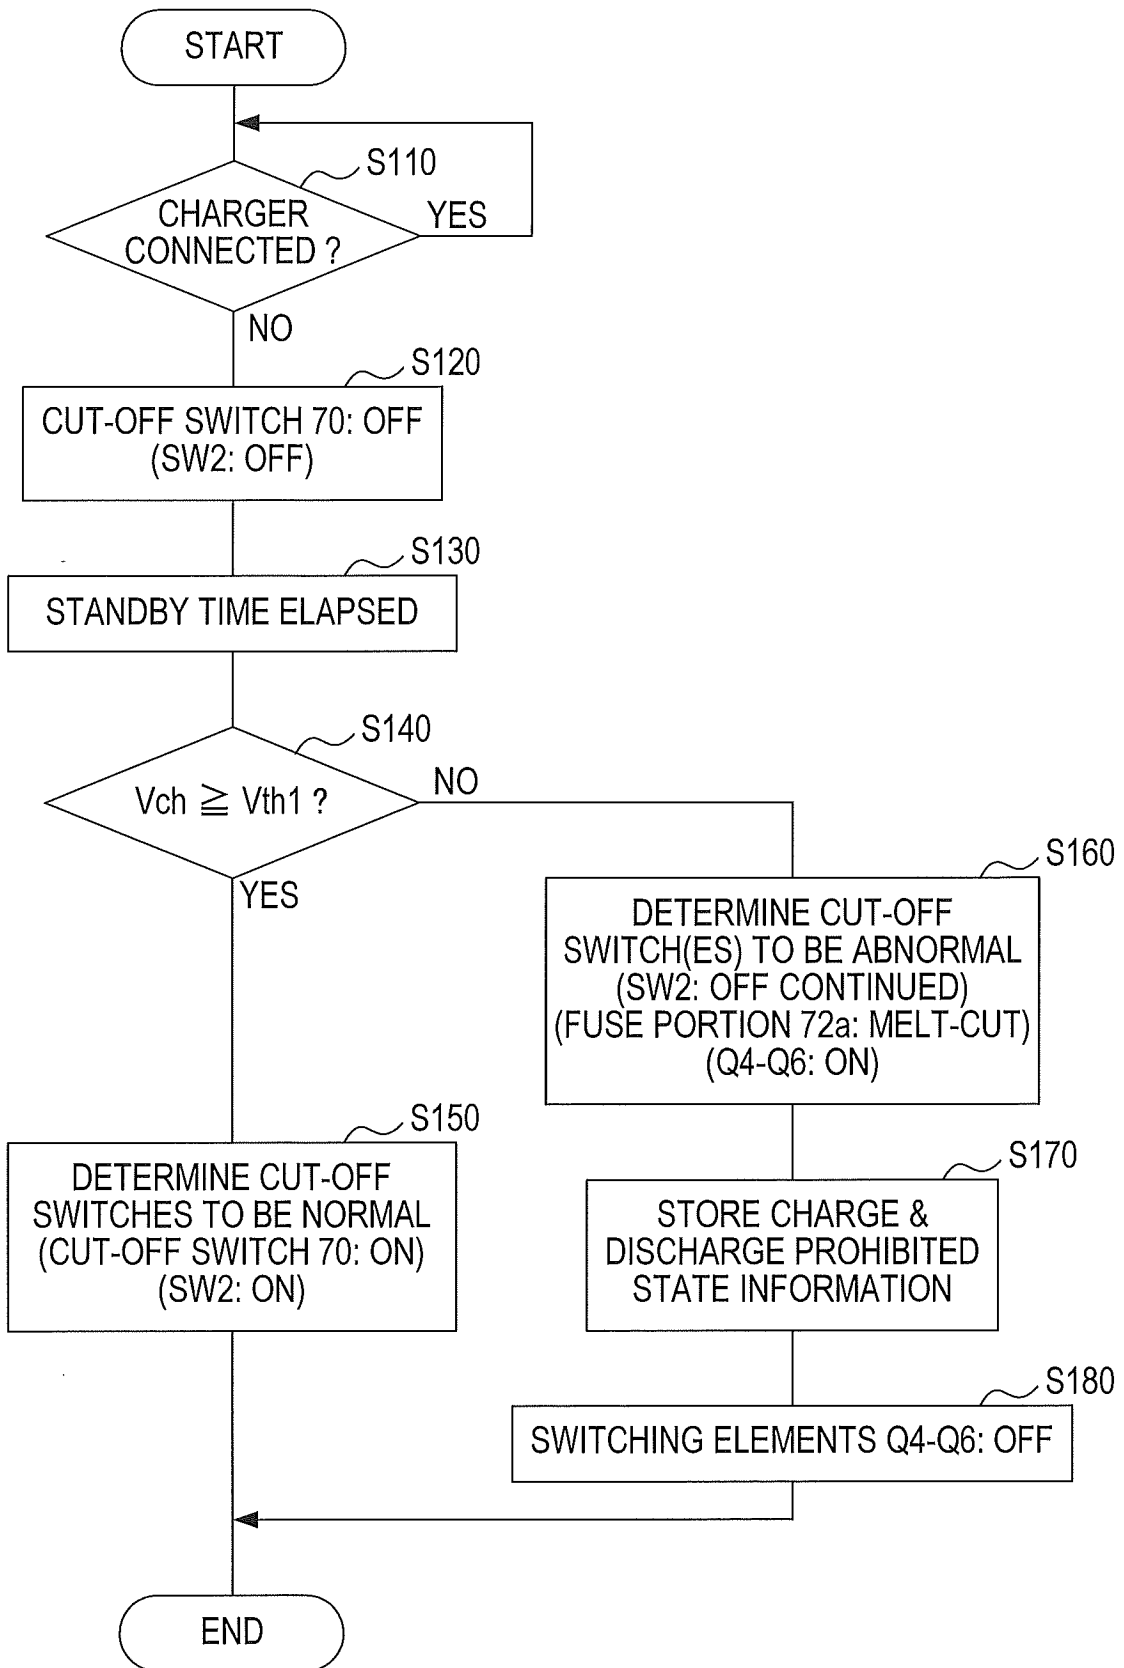 START
S110
CHARGER
CONNECTED ?
YES
NO
S120
CUT-OFF SWITCH 70: OFF
(SW2: OFF)
S130
STANDBY TIME ELAPSED
S140
Vch ≧ Vth1 ?
NO
YES
S160
DETERMINE CUT-OFF
SWITCH(ES) TO BE ABNORMAL
(SW2: OFF CONTINUED)
(FUSE PORTION 72a: MELT-CUT)
(Q4-Q6: ON)
S150
DETERMINE CUT-OFF
SWITCHES TO BE NORMAL
(CUT-OFF SWITCH 70: ON)
(SW2: ON)
S170
STORE CHARGE &
DISCHARGE PROHIBITED
STATE INFORMATION
S180
SWITCHING ELEMENTS Q4-Q6: OFF
END